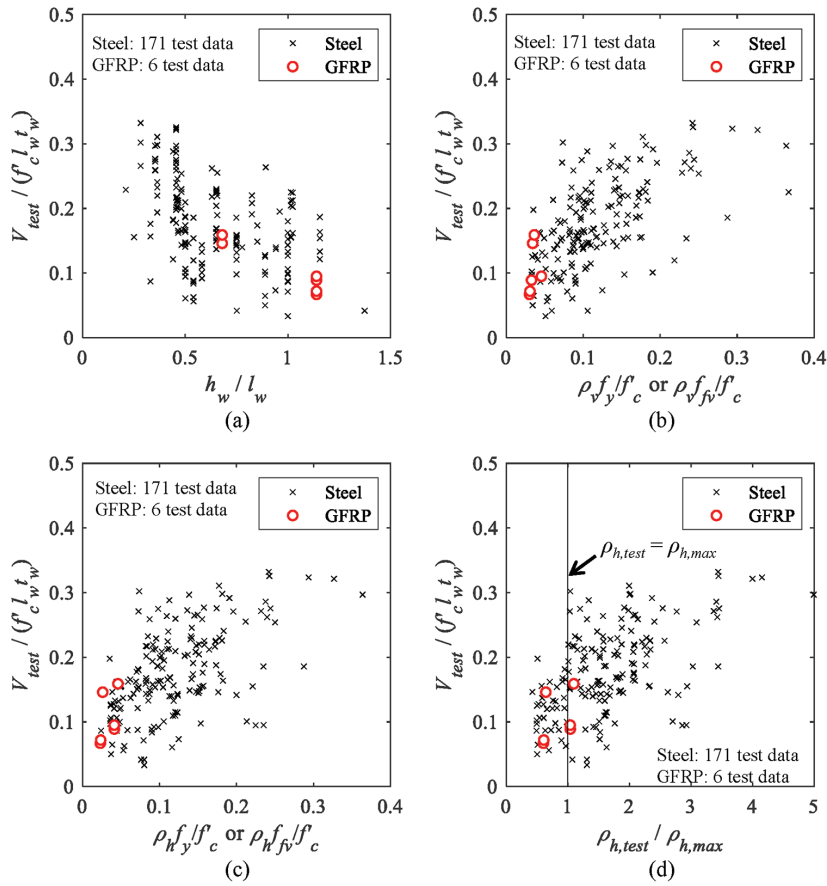 Steel: 171 test data
GFRP: 6 test data
Steel
GFRP
0.5
0.4
0.3
0.2
0.1
0
V_test / (f'_c l_w t_w)
0 0.5 1 1.5
h_w / l_w
(a)
Steel: 171 test data
GFRP: 6 test data
Steel
GFRP
0.5
0.4
0.3
0.2
0.1
0
V_test / (f'_c l_w t_w)
0 0.1 0.2 0.3 0.4
ρ_v f_y/f'_c or ρ_v f_fv/f'_c
(b)
Steel: 171 test data
GFRP: 6 test data
Steel
GFRP
0.5
0.4
0.3
0.2
0.1
0
V_test / (f'_c l_w t_w)
0 0.1 0.2 0.3 0.4
ρ_h f_y/f'_c or ρ_h f_fv/f'_c
(c)
Steel
GFRP
ρ_h,test = ρ_h,max
Steel: 171 test data
GFRP: 6 test data
0.5
0.4
0.3
0.2
0.1
0
V_test / (f'_c l_w t_w)
0 1 2 3 4 5
ρ_h,test / ρ_h,max
(d)